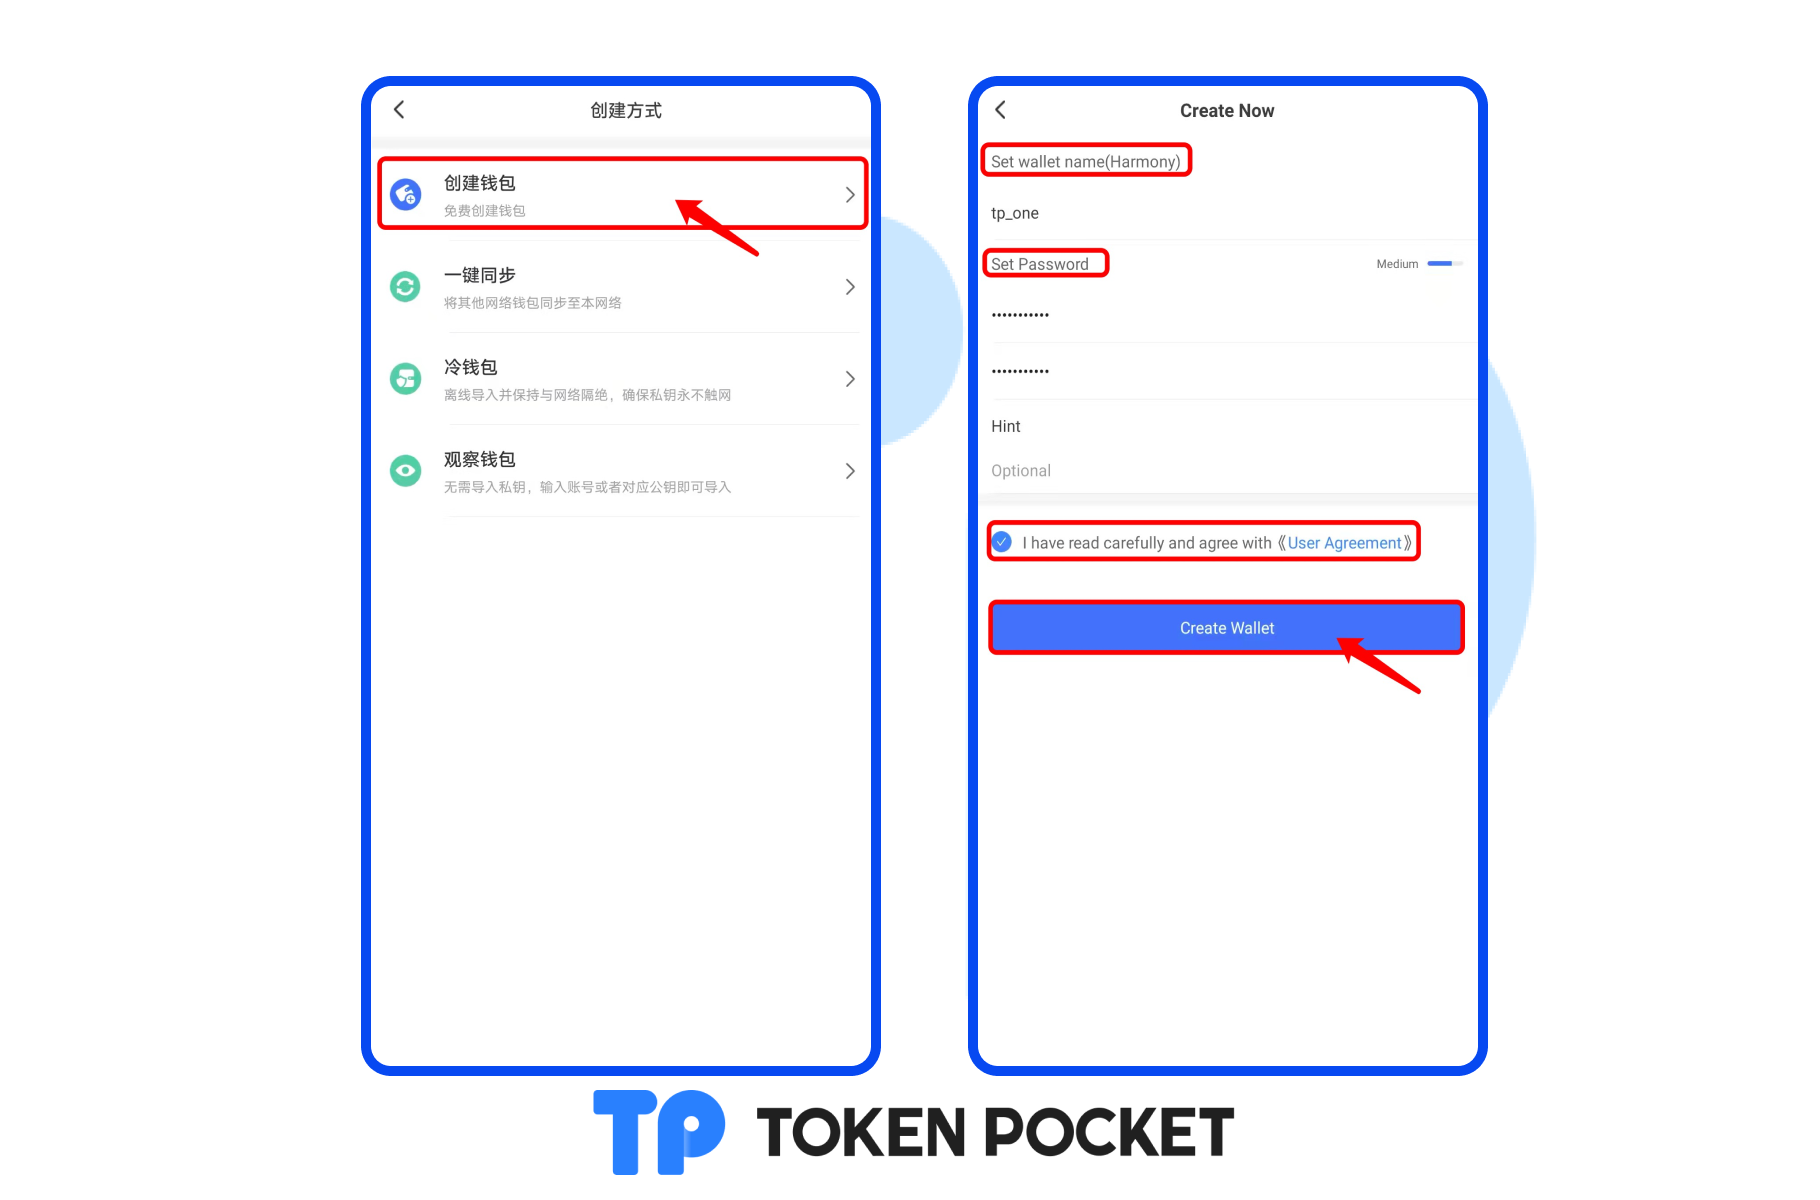 创建方式
创建钱包
免费创建钱包
一键同步
将其他网络钱包同步至本网络
冷钱包
离线导入并保持与网络隔绝，确保私钥永不触网
观察钱包
无需导入私钥，输入账号或者对应公钥即可导入
Create Now
Set wallet name(Harmony)
tp_one
Set Password
Medium
•••••••••••
•••••••••••
Hint
Optional
I have read carefully and agree with《User Agreement》
Create Wallet
TP TOKEN POCKET